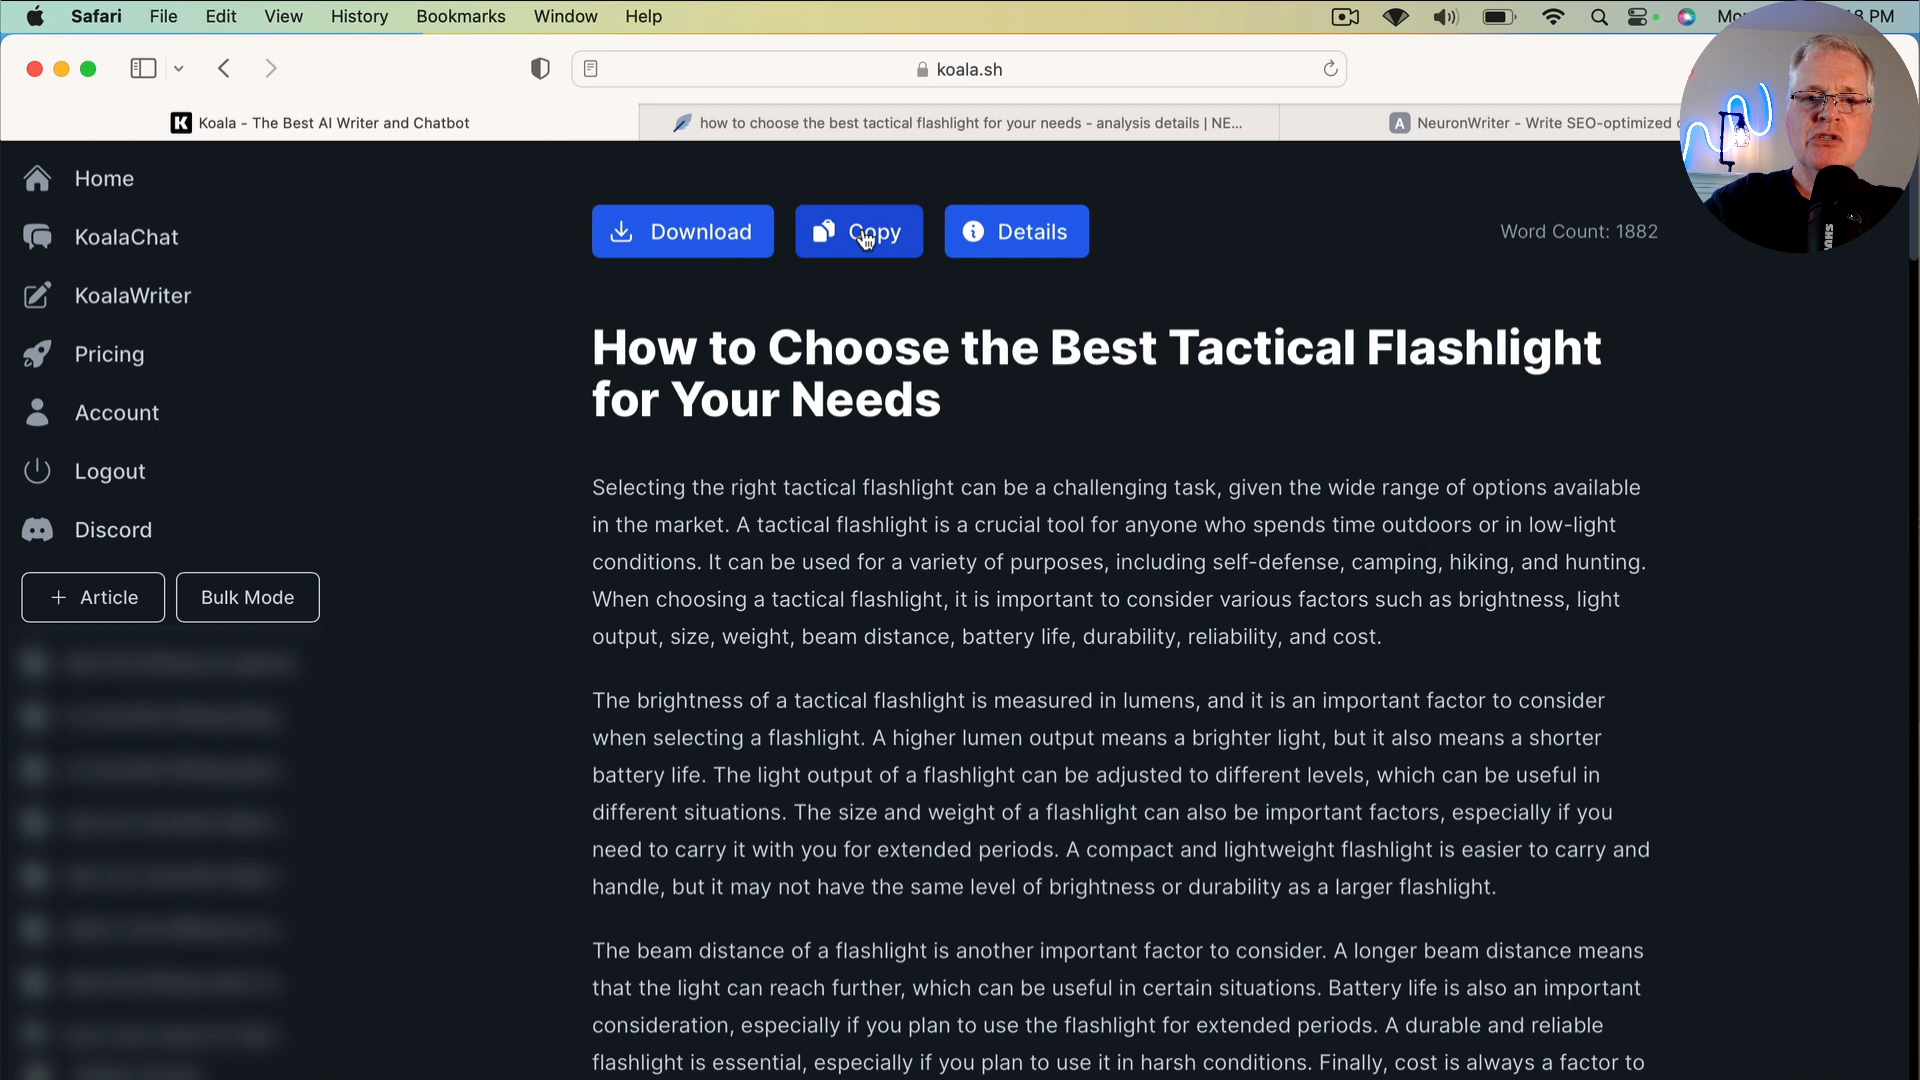 Safari File Edit View History Bookmarks Window Help
8 PM
koala.sh
K Koala - The Best AI Writer and Chatbot
how to choose the best tactical flashlight for your needs - analysis details | NE...
A NeuronWriter - Write SEO-optimized
Home
KoalaChat
KoalaWriter
Pricing
Account
Logout
Discord
+ Article
Bulk Mode
Download
Copy
Details
Word Count: 1882
How to Choose the Best Tactical Flashlight
for Your Needs
Selecting the right tactical flashlight can be a challenging task, given the wide range of options available
in the market. A tactical flashlight is a crucial tool for anyone who spends time outdoors or in low-light
conditions. It can be used for a variety of purposes, including self-defense, camping, hiking, and hunting.
When choosing a tactical flashlight, it is important to consider various factors such as brightness, light
output, size, weight, beam distance, battery life, durability, reliability, and cost.
The brightness of a tactical flashlight is measured in lumens, and it is an important factor to consider
when selecting a flashlight. A higher lumen output means a brighter light, but it also means a shorter
battery life. The light output of a flashlight can be adjusted to different levels, which can be useful in
different situations. The size and weight of a flashlight can also be important factors, especially if you
need to carry it with you for extended periods. A compact and lightweight flashlight is easier to carry and
handle, but it may not have the same level of brightness or durability as a larger flashlight.
The beam distance of a flashlight is another important factor to consider. A longer beam distance means
that the light can reach further, which can be useful in certain situations. Battery life is also an important
consideration, especially if you plan to use the flashlight for extended periods. A durable and reliable
flashlight is essential, especially if you plan to use it in harsh conditions. Finally, cost is always a factor to